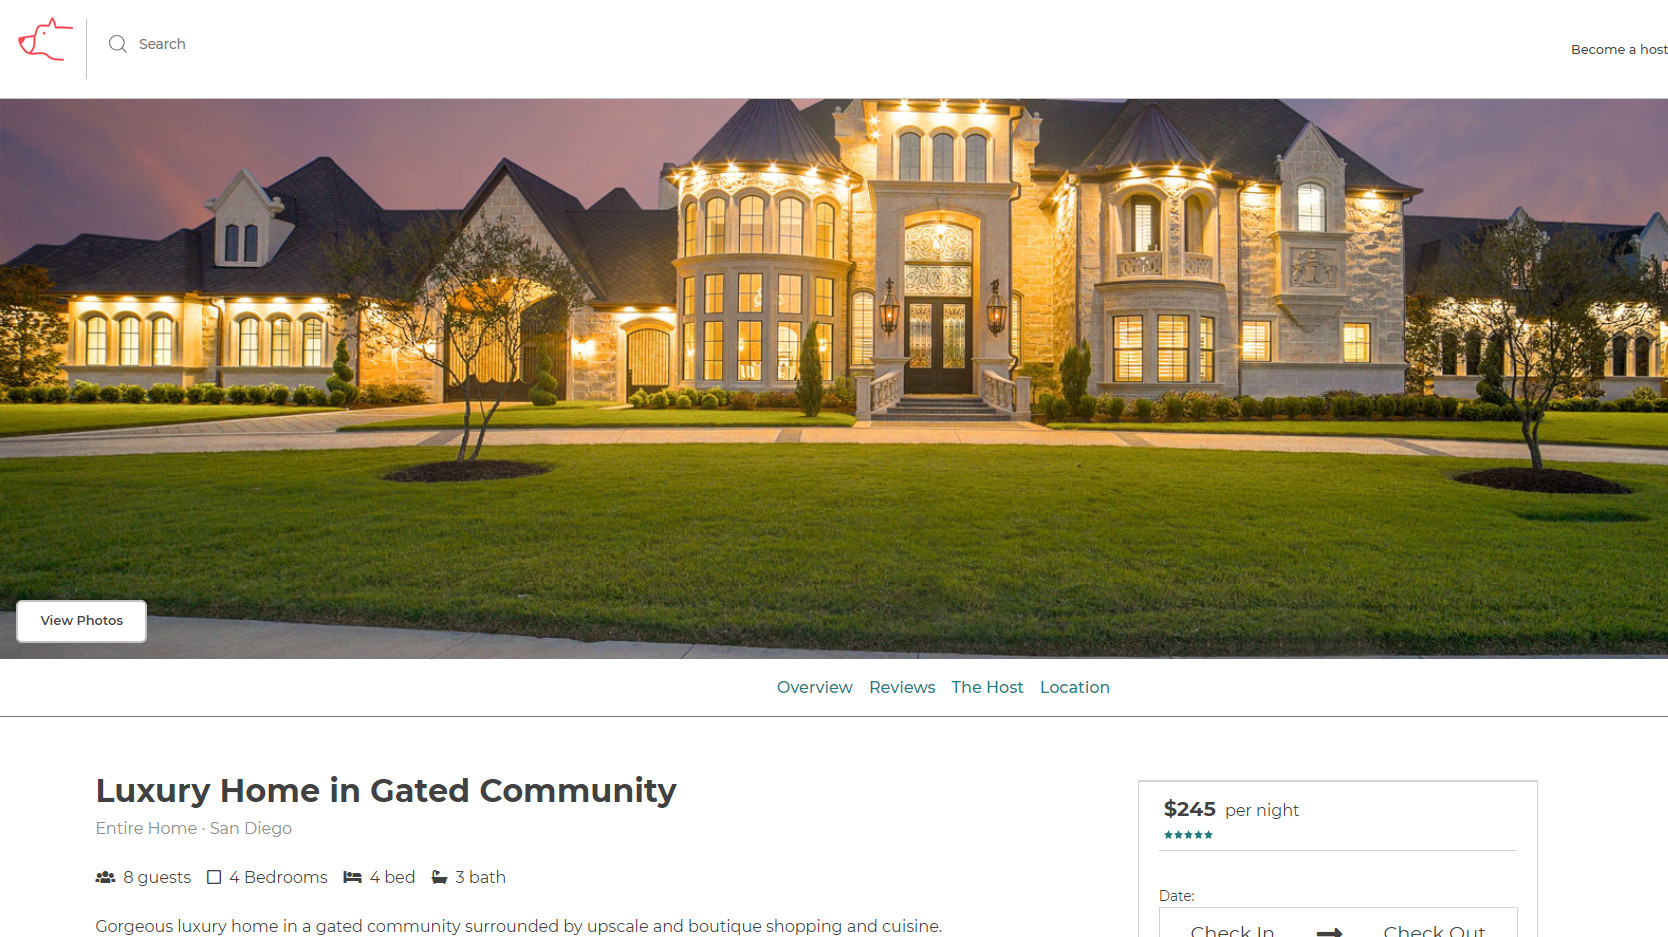 Search
Become a host
View Photos
Overview Reviews The Host Location
Luxury Home in Gated Community
Entire Home · San Diego
8 guests 4 Bedrooms 4 bed 3 bath
Gorgeous luxury home in a gated community surrounded by upscale and boutique shopping and cuisine.
$245 per night
Date:
Check In Check Out